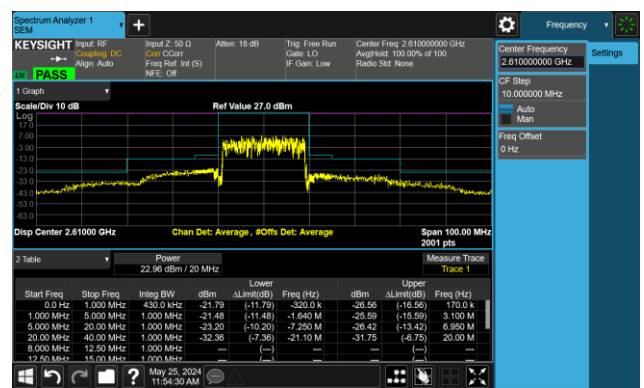 Spectrum Analyzer 1
SEM
Frequency
KEYSIGHT
Input: RF
Coupling: DC
Align: Auto
Input Z: 50 Ω
Corr CCorr
Freq Ref: Int (S)
NFE: Off
Atten: 18 dB
Trig: Free Run
Gate: LO
IF Gain: Low
Center Freq: 2.610000000 GHz
Avg|Hold: 100.00% of 100
Radio Std: None
PASS
Center Frequency
2.610000000 GHz
Settings
CF Step
10.000000 MHz
Auto
Man
Freq Offset
0 Hz
1 Graph
Scale/Div 10 dB
Ref Value 27.0 dBm
Log
17.0
7.00
-3.00
-13.0
-23.0
-33.0
-43.0
-53.0
-63.0
Disp Center 2.61000 GHz
Chan Det: Average , #Offs Det: Average
Span 100.00 MHz
2001 pts
2 Table
Power
22.96 dBm / 20 MHz
Measure Trace
Trace 1
Lower Upper
Start Freq Stop Freq Integ BW dBm ΔLimit(dB) Freq (Hz) dBm ΔLimit(dB) Freq (Hz)
0.0 Hz 1.000 MHz 430.0 kHz -21.79 (-11.79) -320.0 k -26.56 (-16.56) 170.0 k
1.000 MHz 5.000 MHz 1.000 MHz -21.48 (-11.48) -1.640 M -25.59 (-15.59) 3.100 M
5.000 MHz 20.00 MHz 1.000 MHz -23.20 (-10.20) -7.250 M -26.42 (-13.42) 6.950 M
20.00 MHz 40.00 MHz 1.000 MHz -32.36 (-7.36) -21.10 M -31.75 (-6.75) 20.00 M
8.000 MHz 12.50 MHz 1.000 MHz --- (---) --- --- (---) ---
12.50 MHz 15.00 MHz 1.000 MHz --- (---) --- --- (---) ---
May 25, 2024
11:54:30 AM